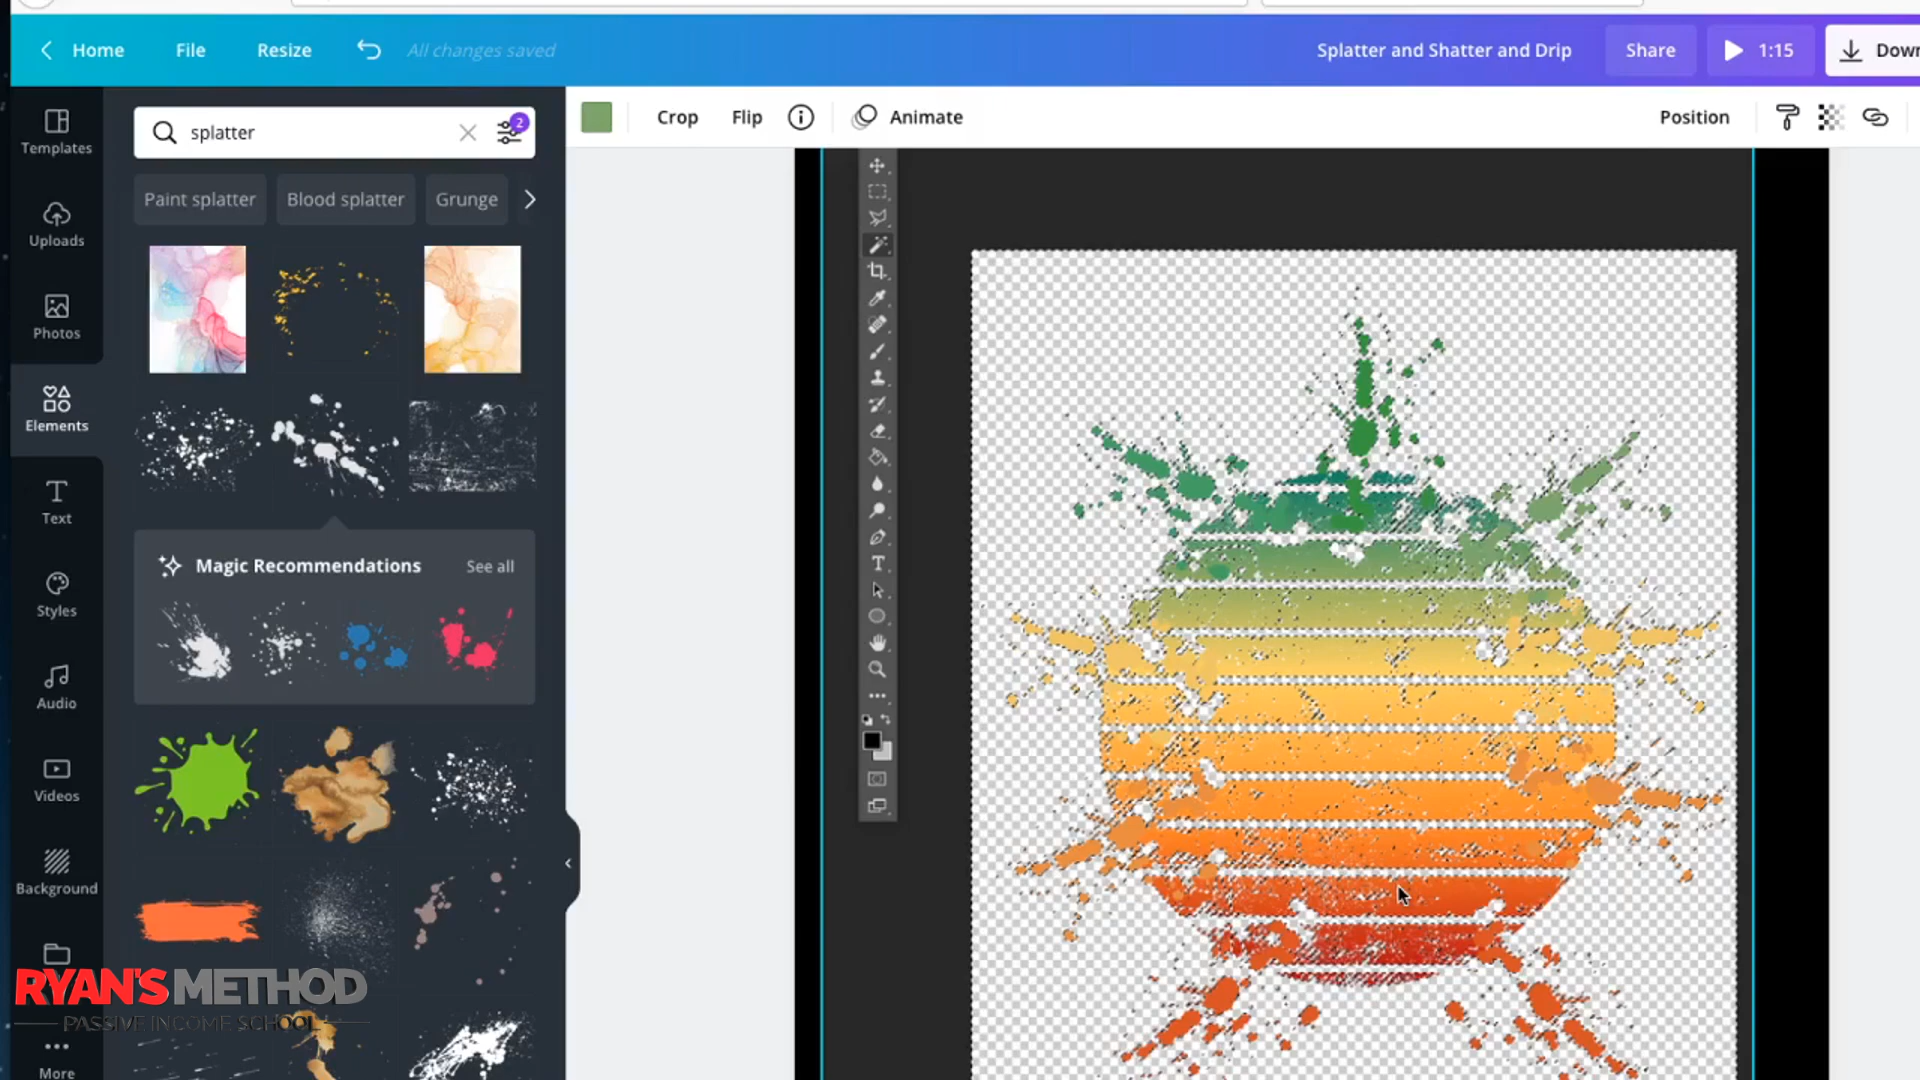 Home File Resize All changes saved Splatter and Shatter and Drip Share 1:15 Down
splatter 2 Crop Flip Animate Position
Templates
Paint splatter Blood splatter Grunge
Uploads
Photos
Elements
Text
Magic Recommendations See all
Styles
Audio
Videos
Background
RYAN'S METHOD
PASSIVE INCOME SCHOOL
More